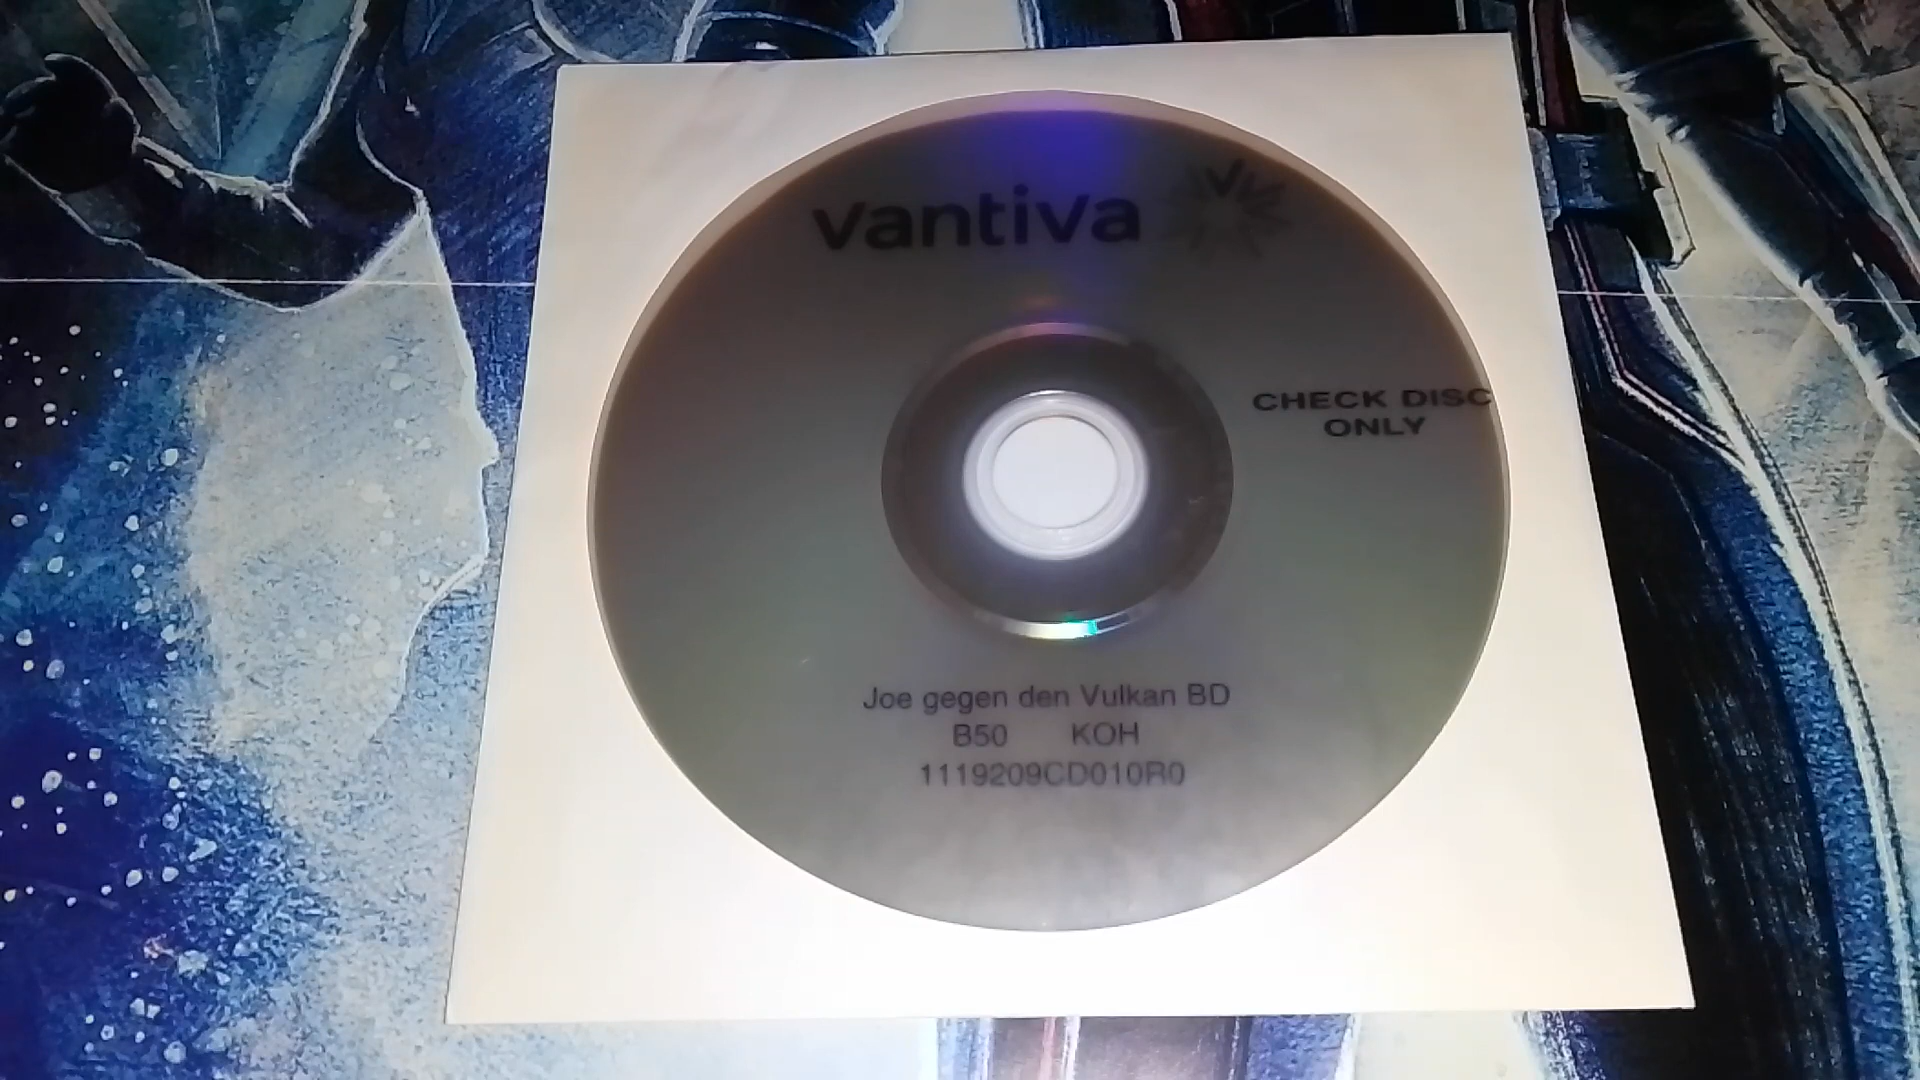 vantiva
CHECK DISC
ONLY
Joe gegen den Vulkan BD
B50 KOH
1119209CD010R0